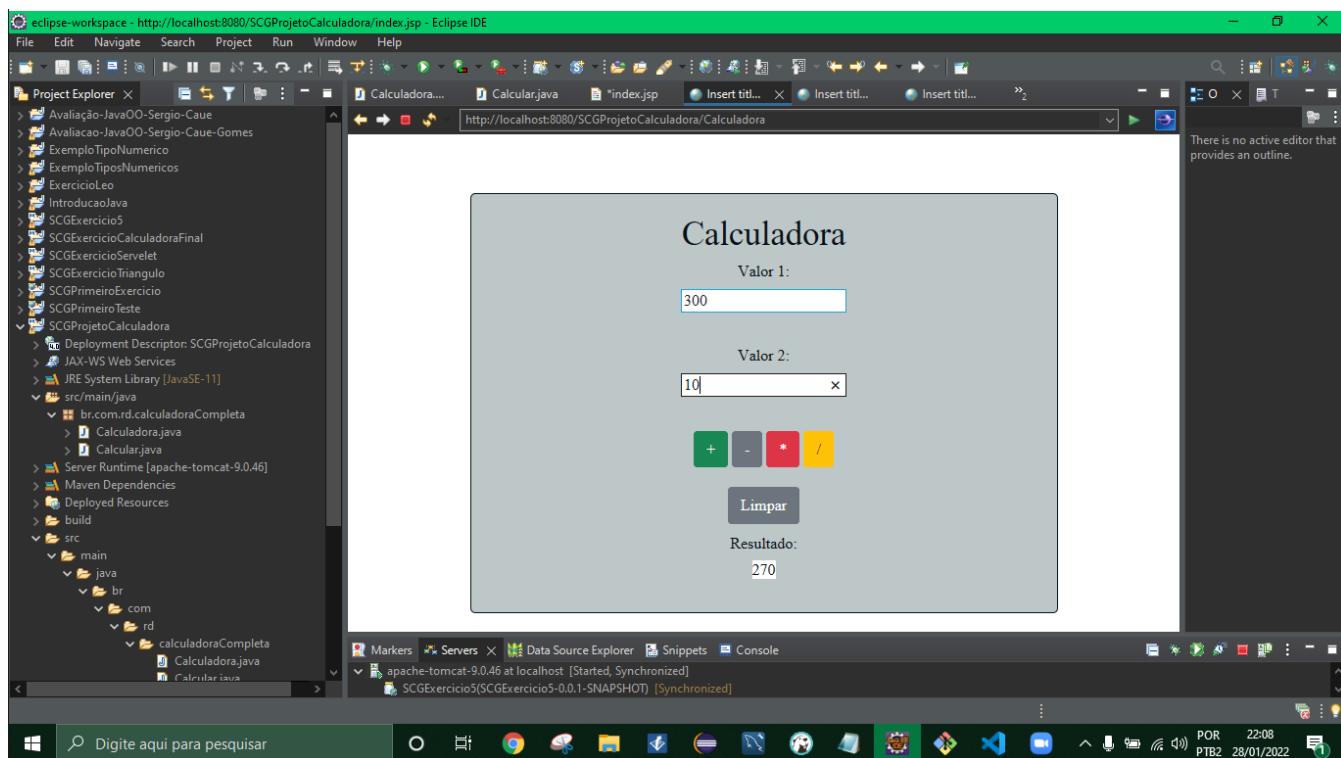 eclipse-workspace - http://localhost:8080/SCGProjetoCalculadora/index.jsp - Eclipse IDE
File Edit Navigate Search Project Run Window Help
Project Explorer
Calculadora....
Calcular.java
*index.jsp
Insert titl...
Insert titl...
Insert titl...
»2
O
T
http://localhost:8080/SCGProjetoCalculadora/Calculadora
There is no active editor that
provides an outline.
Avaliação-JavaOO-Sergio-Caue
Avaliacao-JavaOO-Sergio-Caue-Gomes
ExemploTipoNumerico
ExemploTiposNumericos
ExercicioLeo
IntroducaoJava
SCGExercicio5
SCGExercicioCalculadoraFinal
SCGExercicioServelet
SCGExercicioTriangulo
SCGPrimeiroExercicio
SCGPrimeiroTeste
SCGProjetoCalculadora
Deployment Descriptor: SCGProjetoCalculadora
JAX-WS Web Services
JRE System Library [JavaSE-11]
src/main/java
br.com.rd.calculadoraCompleta
Calculadora.java
Calcular.java
Server Runtime [apache-tomcat-9.0.46]
Maven Dependencies
Deployed Resources
build
src
main
java
br
com
rd
calculadoraCompleta
Calculadora.java
Calcular.java
Calculadora
Valor 1:
300
Valor 2:
10
+ - * /
Limpar
Resultado:
270
Markers Servers Data Source Explorer Snippets Console
apache-tomcat-9.0.46 at localhost [Started, Synchronized]
SCGExercicio5(SCGExercicio5-0.0.1-SNAPSHOT) [Synchronized]
Digite aqui para pesquisar
POR
PTB2
22:08
28/01/2022